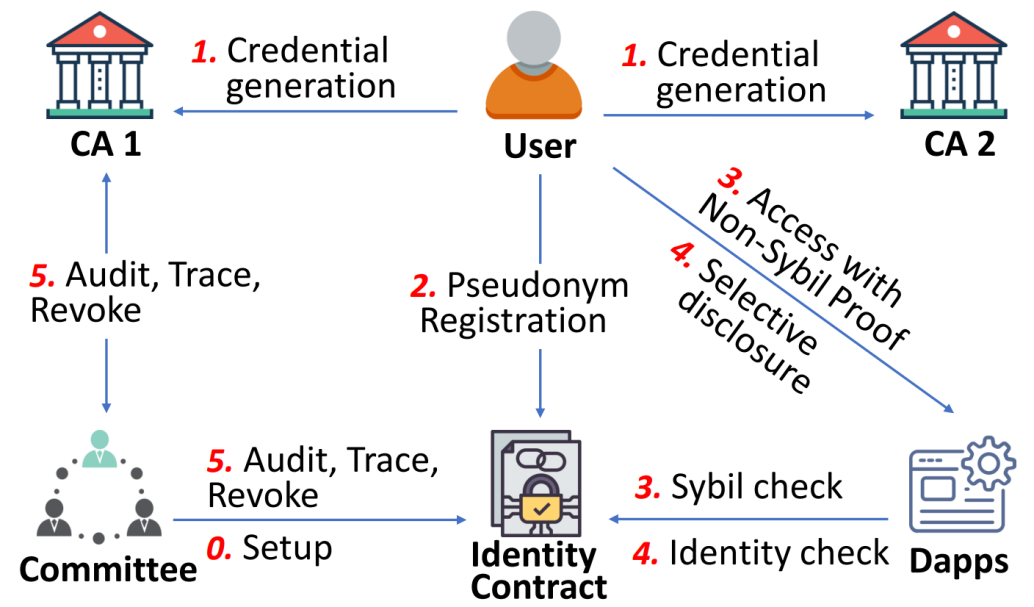 1. Credential
generation
1. Credential
generation
CA 1
User
CA 2
3. Access with
Non-Sybil Proof
4. Selective
disclosure
5. Audit, Trace,
Revoke
2. Pseudonym
Registration
5. Audit, Trace,
Revoke
0. Setup
3. Sybil check
4. Identity check
Committee
Identity
Contract
Dapps